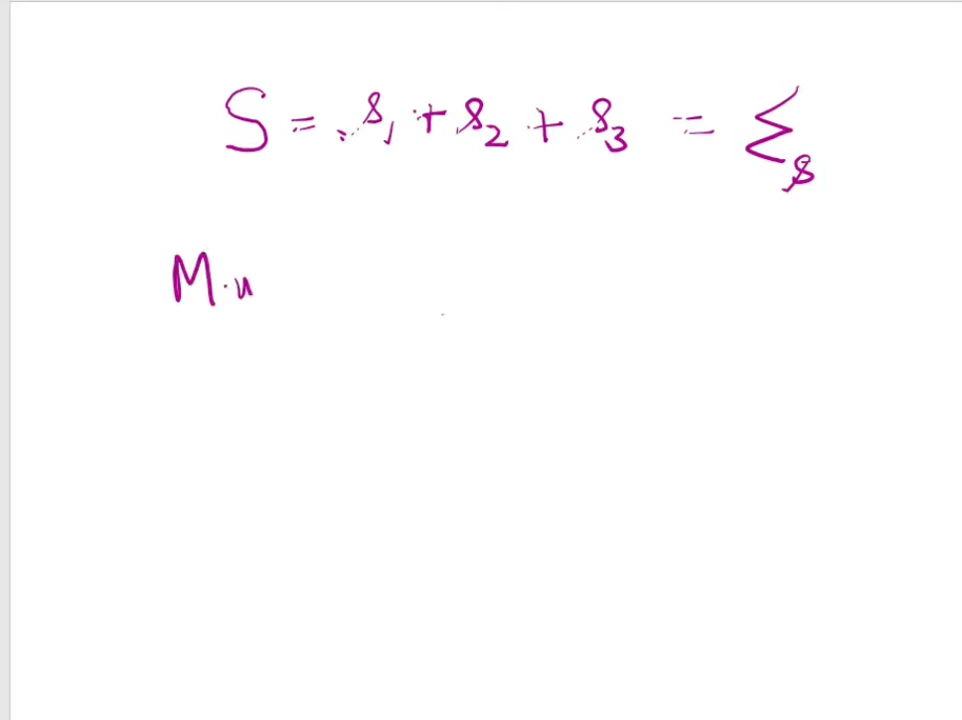 S = s₁ + s₂ + s₃ = Σs
M.u